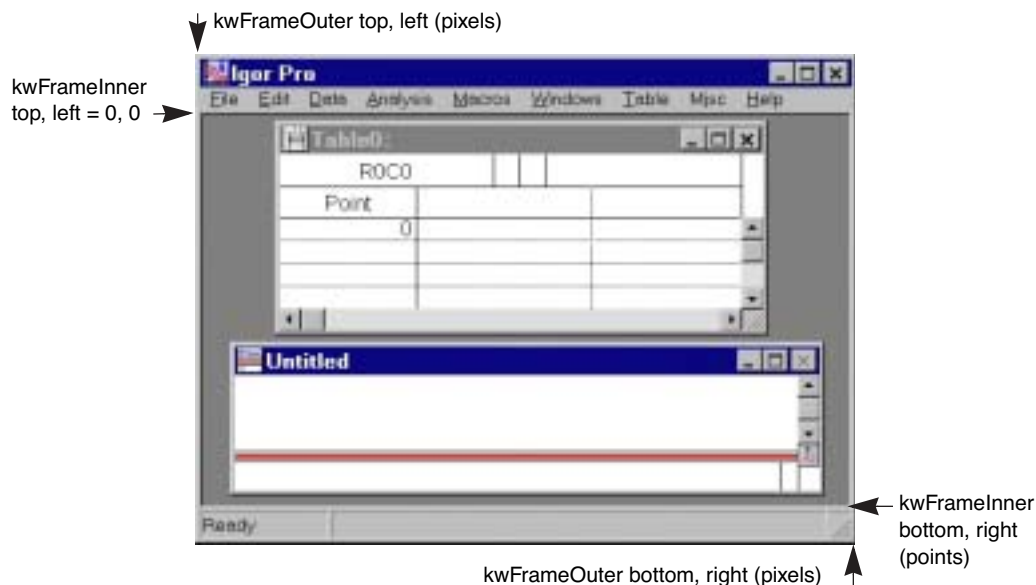 kwFrameOuter top, left (pixels)
kwFrameInner
top, left = 0, 0
Igor Pro
File Edit Data Analysis Macros Windows Table Misc Help
Table0:
R0C0
Point
0
Untitled
Ready
kwFrameInner
bottom, right
(points)
kwFrameOuter bottom, right (pixels)